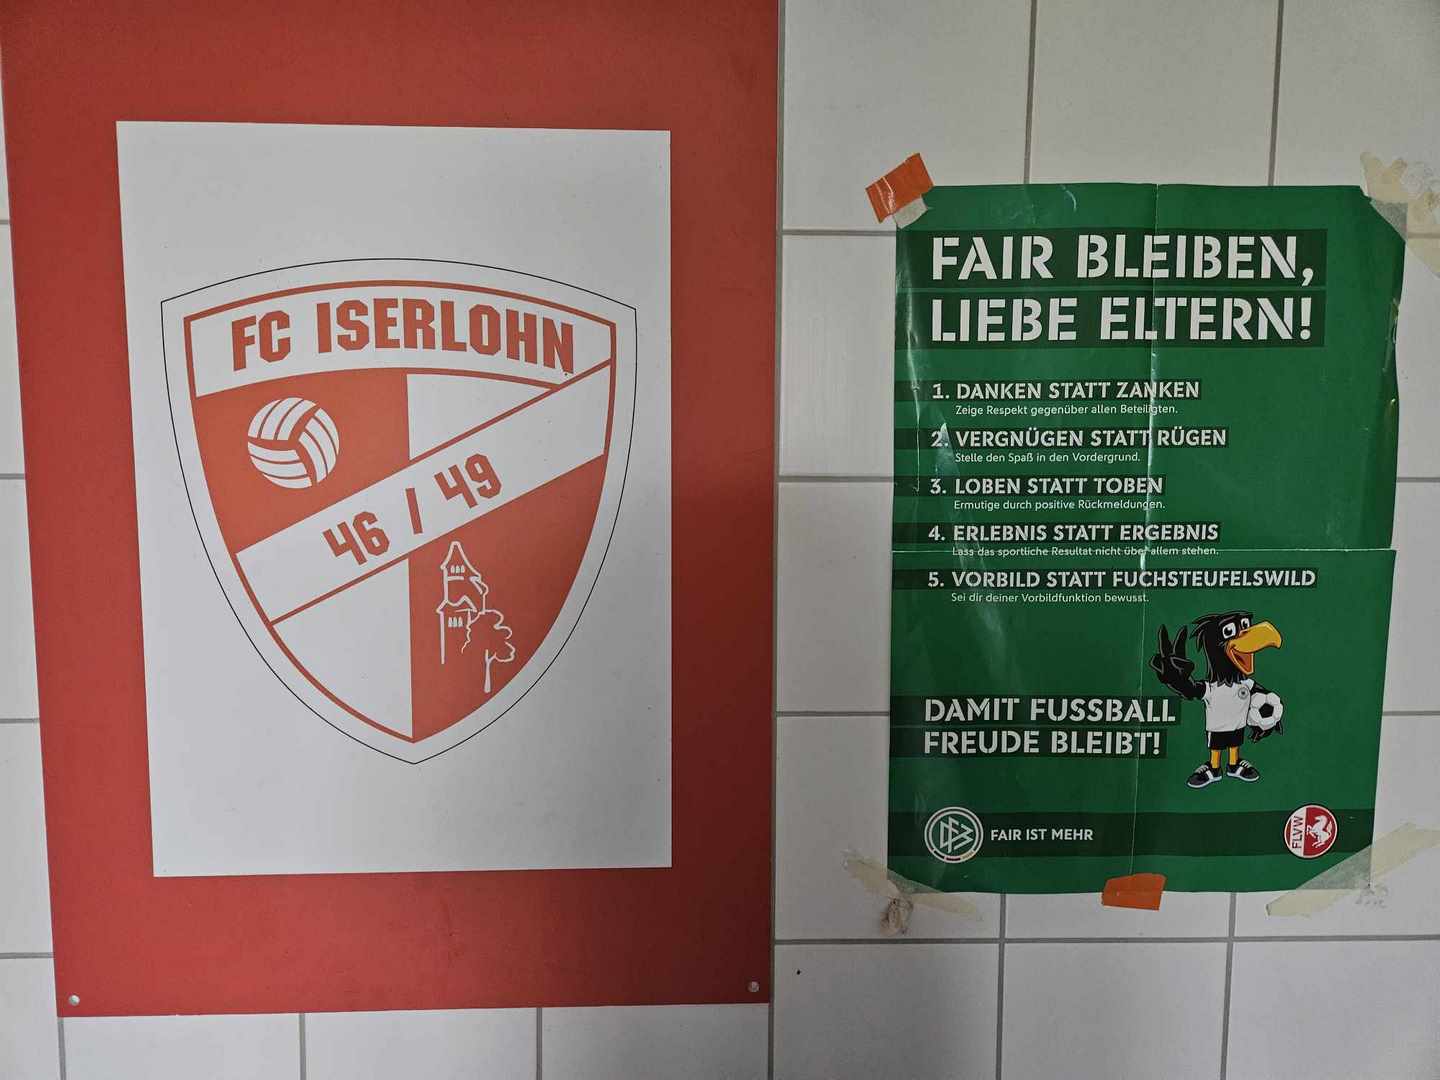 FC ISERLOHN
46 / 49
FAIR BLEIBEN,
LIEBE ELTERN!
1. DANKEN STATT ZANKEN
Zeige Respekt gegenüber allen Beteiligten.
2. VERGNÜGEN STATT RÜGEN
Stelle den Spaß in den Vordergrund.
3. LOBEN STATT TOBEN
Ermutige durch positive Rückmeldungen.
4. ERLEBNIS STATT ERGEBNIS
Lass das sportliche Resultat nicht über allem stehen.
5. VORBILD STATT FUCHSTEUFELSWILD
Sei dir deiner Vorbildfunktion bewusst.
DAMIT FUSSBALL
FREUDE BLEIBT!
DFB
FAIR IST MEHR
FLVW